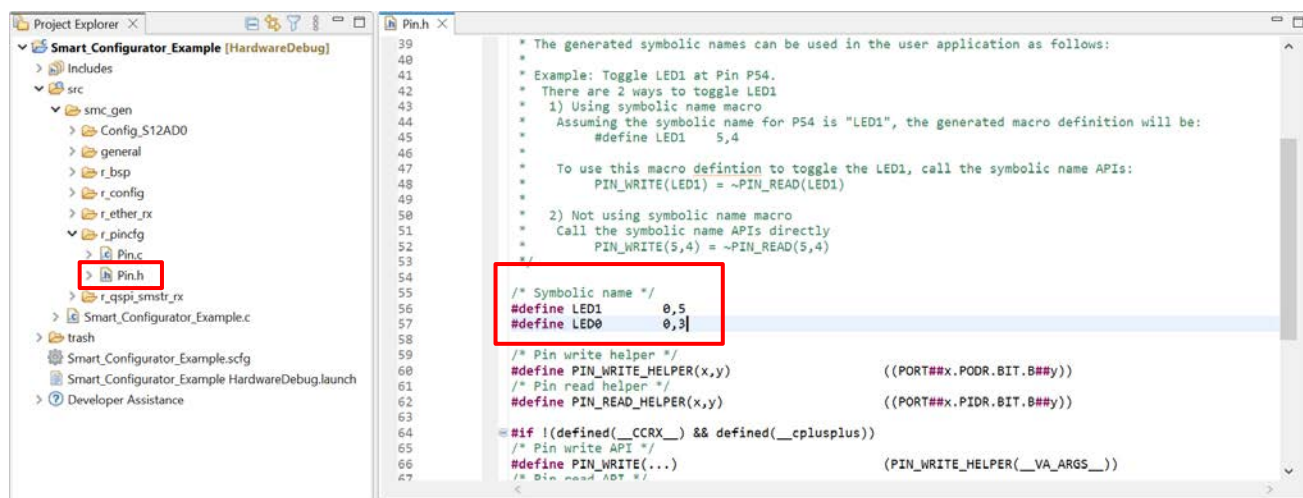 Project Explorer
Smart_Configurator_Example [HardwareDebug]
Includes
src
smc_gen
Config_S12AD0
general
r_bsp
r_config
r_ether_rx
r_pincfg
Pin.c
Pin.h
r_qspi_smstr_rx
Smart_Configurator_Example.c
trash
Smart_Configurator_Example.scfg
Smart_Configurator_Example HardwareDebug.launch
Developer Assistance
Pin.h
39 * The generated symbolic names can be used in the user application as follows:
40 *
41 * Example: Toggle LED1 at Pin P54.
42 * There are 2 ways to toggle LED1
43 * 1) Using symbolic name macro
44 * Assuming the symbolic name for P54 is "LED1", the generated macro definition will be:
45 * #define LED1 5,4
46 *
47 * To use this macro defintion to toggle the LED1, call the symbolic name APIs:
48 * PIN_WRITE(LED1) = ~PIN_READ(LED1)
49 *
50 * 2) Not using symbolic name macro
51 * Call the symbolic name APIs directly
52 * PIN_WRITE(5,4) = ~PIN_READ(5,4)
53 */
54
55 /* Symbolic name */
56 #define LED1 0,5
57 #define LED0 0,3
58
59 /* Pin write helper */
60 #define PIN_WRITE_HELPER(x,y) ((PORT##x.PODR.BIT.B##y))
61 /* Pin read helper */
62 #define PIN_READ_HELPER(x,y) ((PORT##x.PIDR.BIT.B##y))
63
64 #if !(defined(__CCRX__) && defined(__cplusplus))
65 /* Pin write API */
66 #define PIN_WRITE(...) (PIN_WRITE_HELPER(__VA_ARGS__))
67 /* Pin read API */